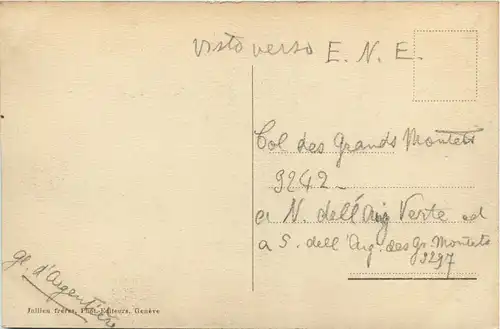 visto verso E. N. E.
Col des Grands Montets
3242
a N. dell'Aig Verte ed
a S. dell'Aig. des Gr. Montets
3297
gl. d'Argentière
Jullien frères, Phot-Editeurs, Genève